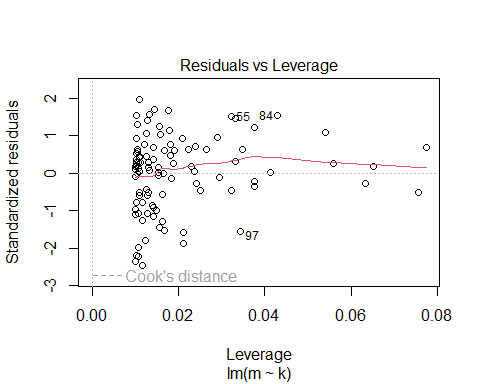 Residuals vs Leverage
Standardized residuals
2
1
0
-1
-2
-3
55
84
97
Cook's distance
0.00
0.02
0.04
0.06
0.08
Leverage
lm(m ~ k)